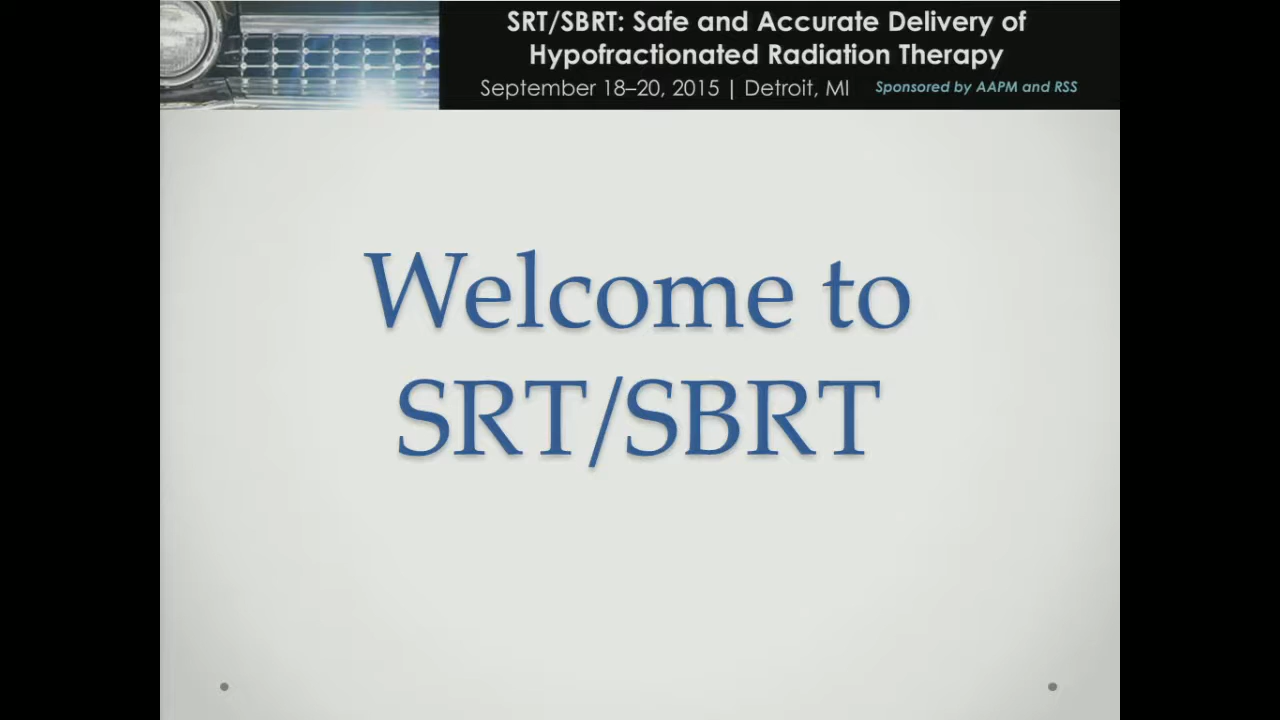 SRT/SBRT: Safe and Accurate Delivery of
Hypofractionated Radiation Therapy
September 18–20, 2015 | Detroit, MI Sponsored by AAPM and RSS
Welcome to
SRT/SBRT